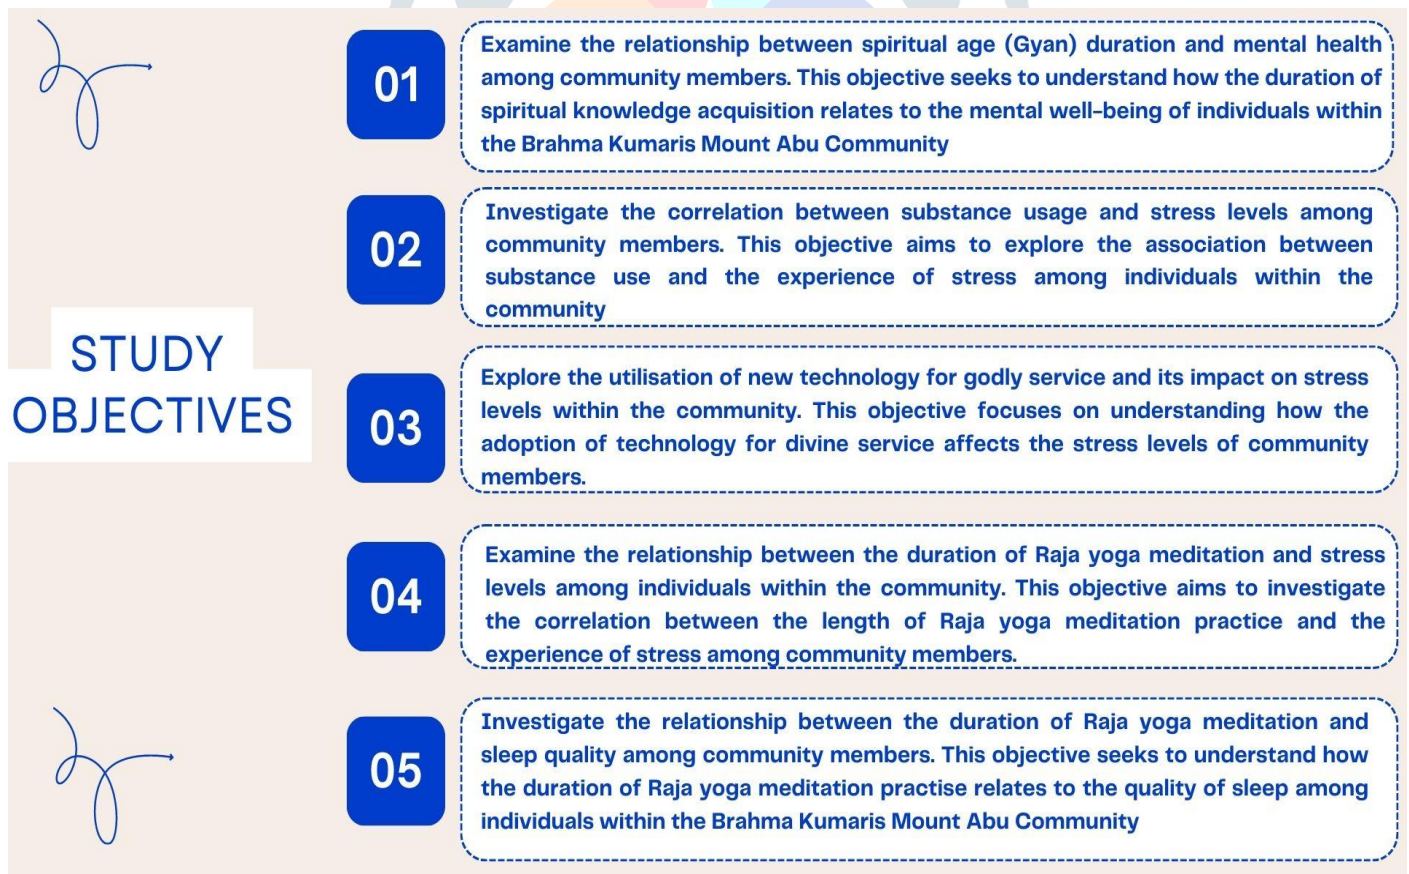 STUDY
OBJECTIVES
01
Examine the relationship between spiritual age (Gyan) duration and mental health
among community members. This objective seeks to understand how the duration of
spiritual knowledge acquisition relates to the mental well-being of individuals within
the Brahma Kumaris Mount Abu Community
02
Investigate the correlation between substance usage and stress levels among
community members. This objective aims to explore the association between
substance use and the experience of stress among individuals within the
community
03
Explore the utilisation of new technology for godly service and its impact on stress
levels within the community. This objective focuses on understanding how the
adoption of technology for divine service affects the stress levels of community
members.
04
Examine the relationship between the duration of Raja yoga meditation and stress
levels among individuals within the community. This objective aims to investigate
the correlation between the length of Raja yoga meditation practice and the
experience of stress among community members.
05
Investigate the relationship between the duration of Raja yoga meditation and
sleep quality among community members. This objective seeks to understand how
the duration of Raja yoga meditation practise relates to the quality of sleep among
individuals within the Brahma Kumaris Mount Abu Community